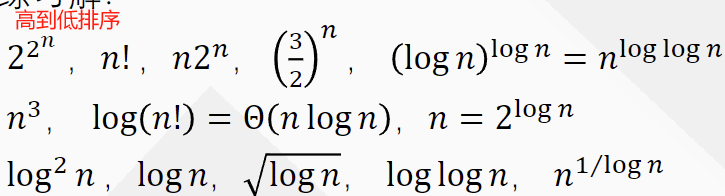 高到低排序
2^{2^n}, n!, n2^n, (3/2)^n, (log n)^{log n} = n^{log log n}
n^3, log(n!) = Θ(n log n), n = 2^{log n}
log^2 n, log n, √(log n), log log n, n^{1/log n}